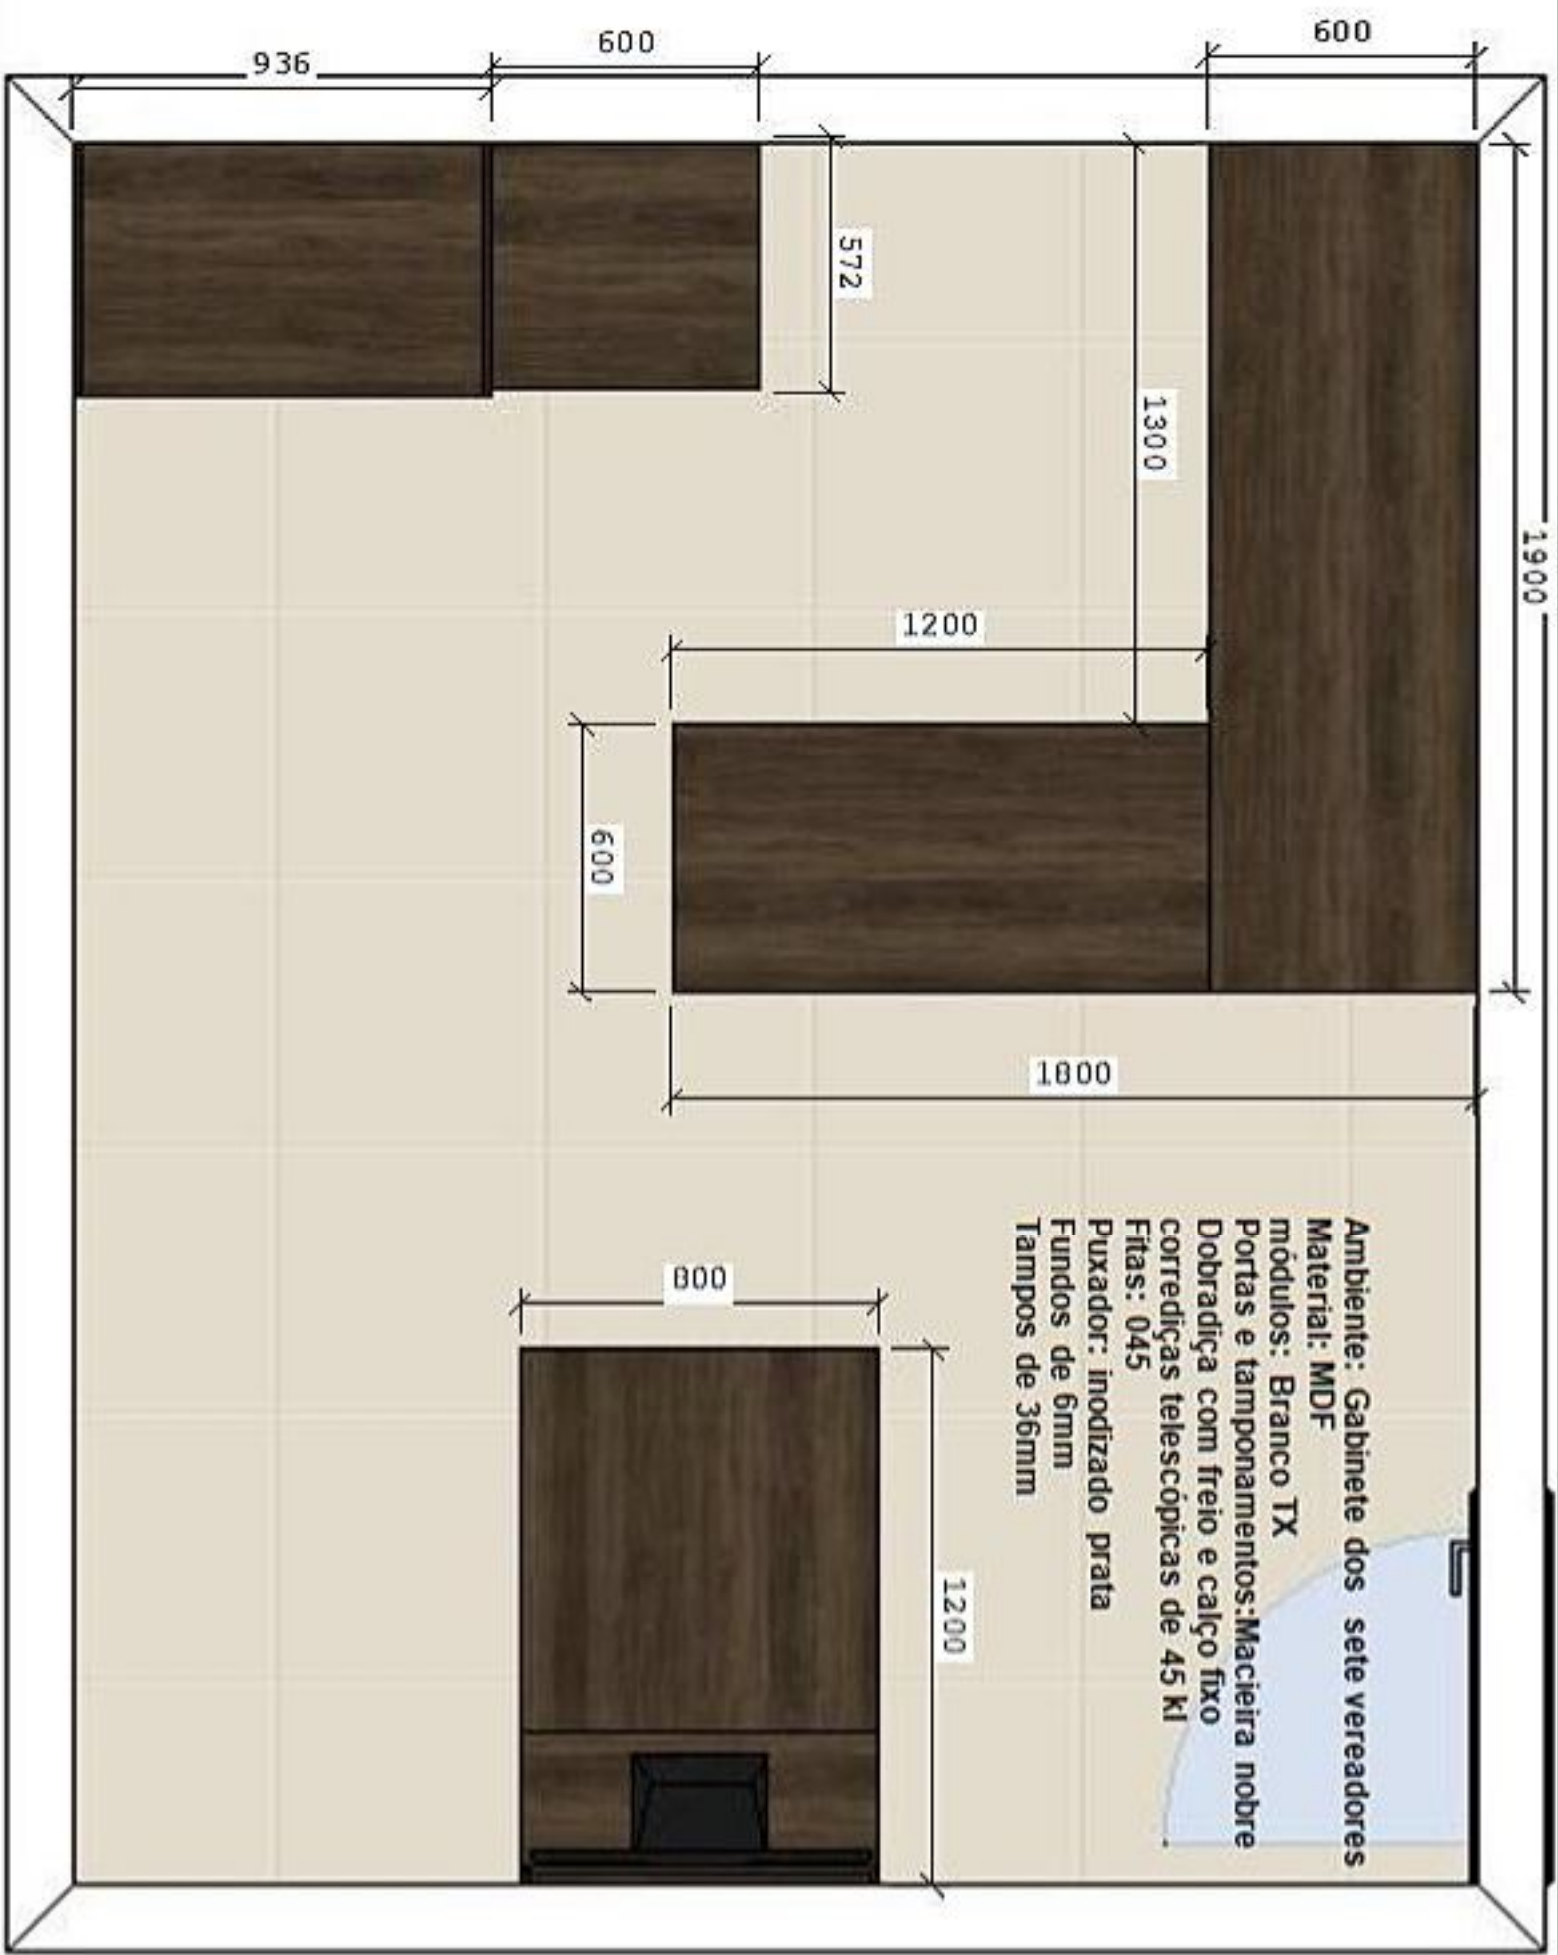 936
600
600
572
1300
1900
1200
600
1800
800
1200
Ambiente: Gabinete dos sete vereadores
Material: MDF
módulos: Branco TX
Portas e tamponamentos:Macieira nobre
Dobradiça com freio e calço fixo
corrediças telescópicas de 45 kl
Fitas: 045
Puxador: inodizado prata
Fundos de 6mm
Tampos de 36mm